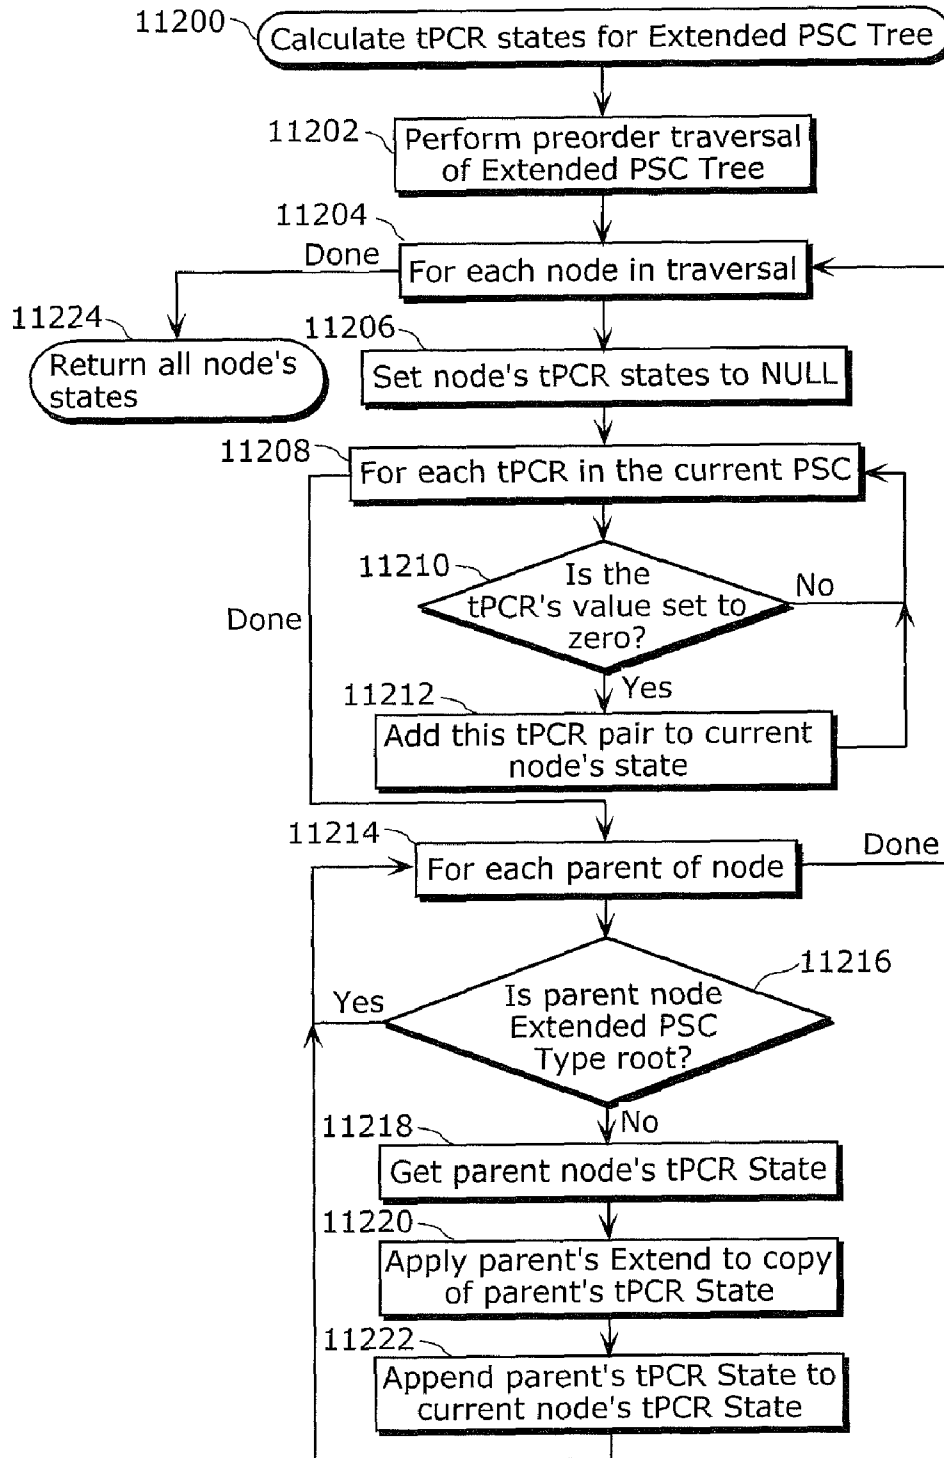 11200
Calculate tPCR states for Extended PSC Tree
11202
Perform preorder traversal
of Extended PSC Tree
11204
Done
For each node in traversal
11224
Return all node's
states
11206
Set node's tPCR states to NULL
11208
For each tPCR in the current PSC
11210
Is the
tPCR's value set to
zero?
No
Done
Yes
11212
Add this tPCR pair to current
node's state
11214
For each parent of node
Done
11216
Is parent node
Extended PSC
Type root?
Yes
No
11218
Get parent node's tPCR State
11220
Apply parent's Extend to copy
of parent's tPCR State
11222
Append parent's tPCR State to
current node's tPCR State